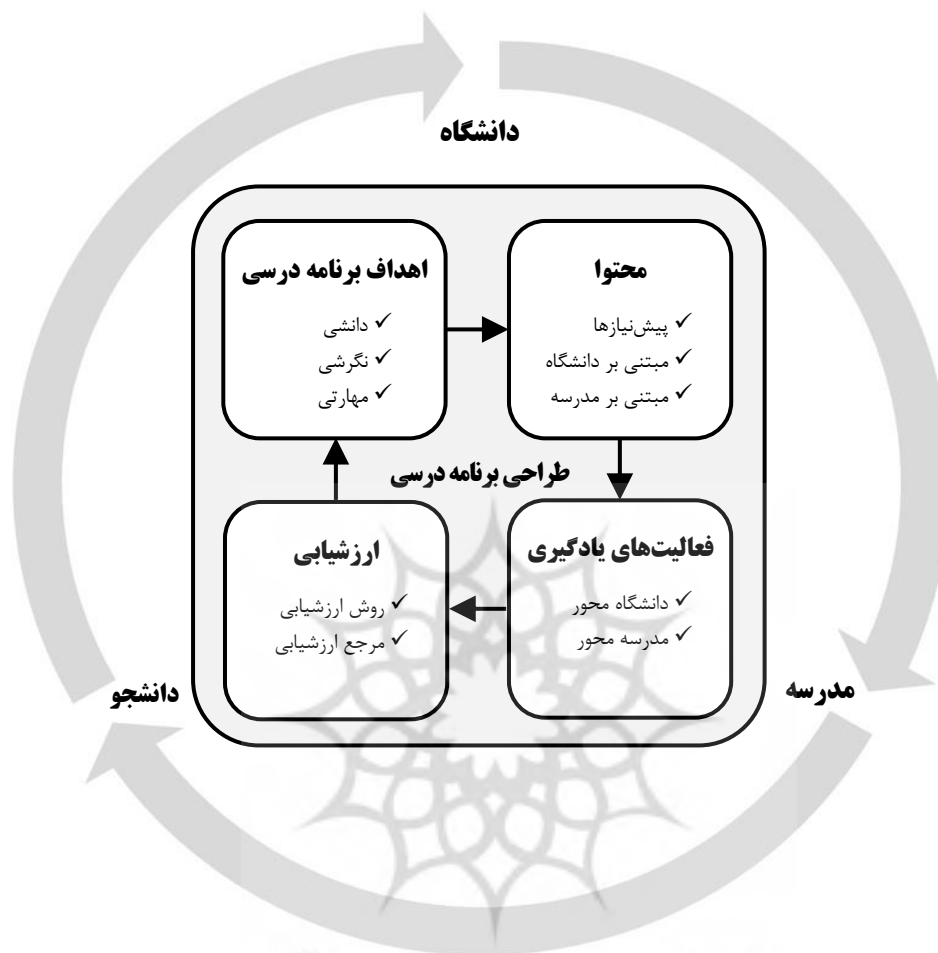 دانشگاه
اهداف برنامه درسی
✓ دانشی
✓ نگرشی
✓ مهارتی
محتوا
✓ پیش‌نیازها
✓ مبتنی بر دانشگاه
✓ مبتنی بر مدرسه
طراحی برنامه درسی
فعالیت‌های یادگیری
✓ دانشگاه محور
✓ مدرسه محور
ارزشیابی
✓ روش ارزشیابی
✓ مرجع ارزشیابی
مدرسه
دانشجو